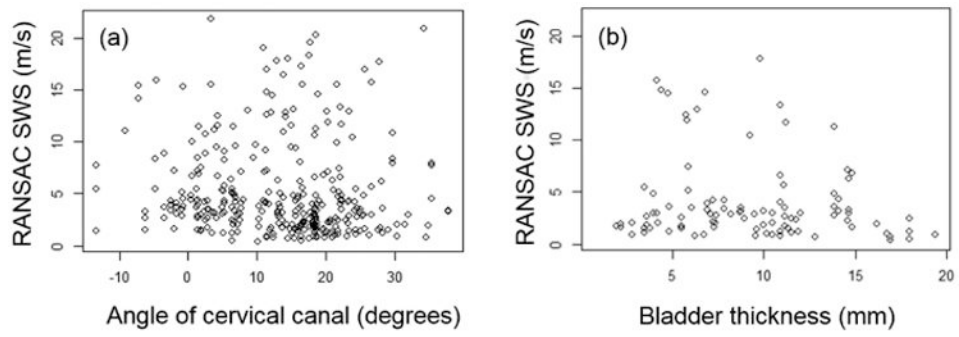 (a)
RANSAC SWS (m/s)
20
15
10
5
0
-10 0 10 20 30
Angle of cervical canal (degrees)
(b)
RANSAC SWS (m/s)
20
15
10
5
0
5 10 15 20
Bladder thickness (mm)